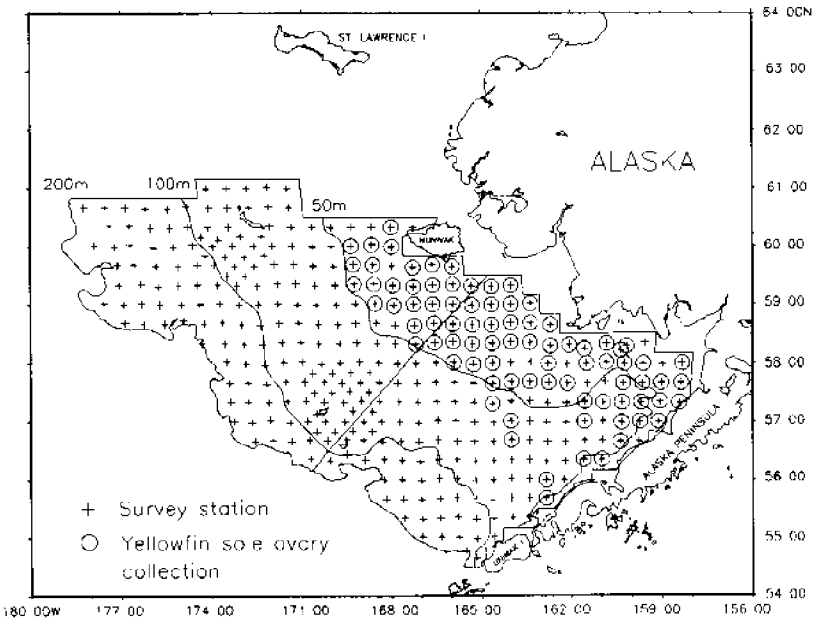 64 00N
ST LAWRENCE I
63 00
62 00
ALASKA
200m
100m
61 00
50m
NUNIVAK
60 00
59 00
58 00
57 00
ALASKA PENINSULA
56 00
+ Survey station
55 00
Yellowfin so e ovary
collection
54 00
180 00W
177 00
174 00
171 00
168 00
165 00
162 00
159 00
156 00